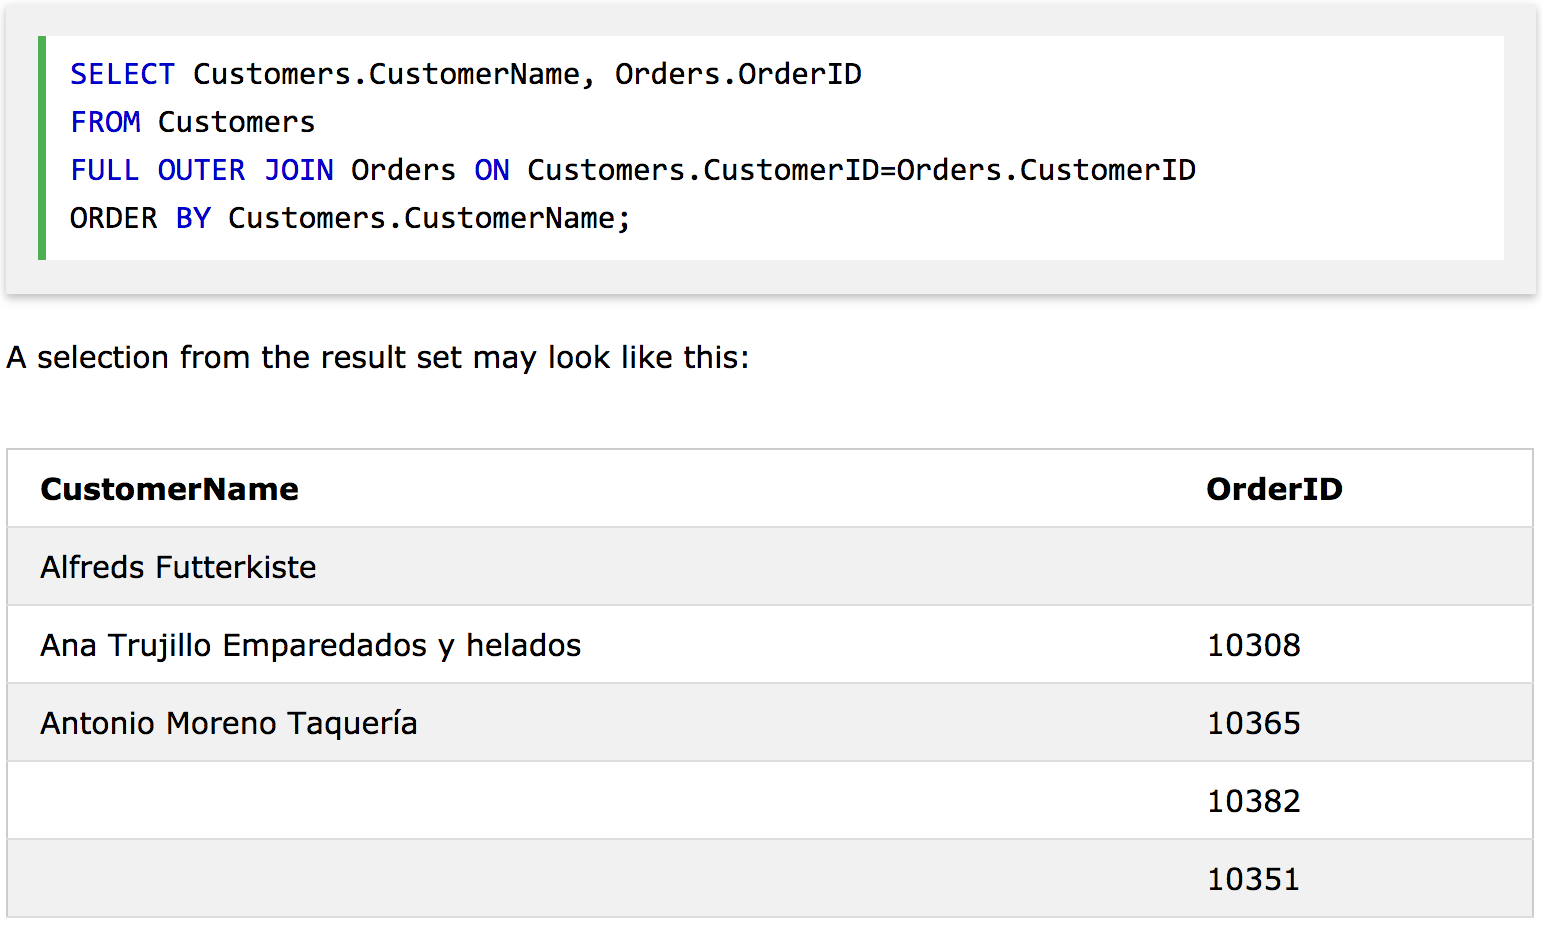 SELECT Customers.CustomerName, Orders.OrderID
FROM Customers
FULL OUTER JOIN Orders ON Customers.CustomerID=Orders.CustomerID
ORDER BY Customers.CustomerName;
A selection from the result set may look like this:
CustomerName OrderID
Alfreds Futterkiste
Ana Trujillo Emparedados y helados 10308
Antonio Moreno Taquería 10365
10382
10351